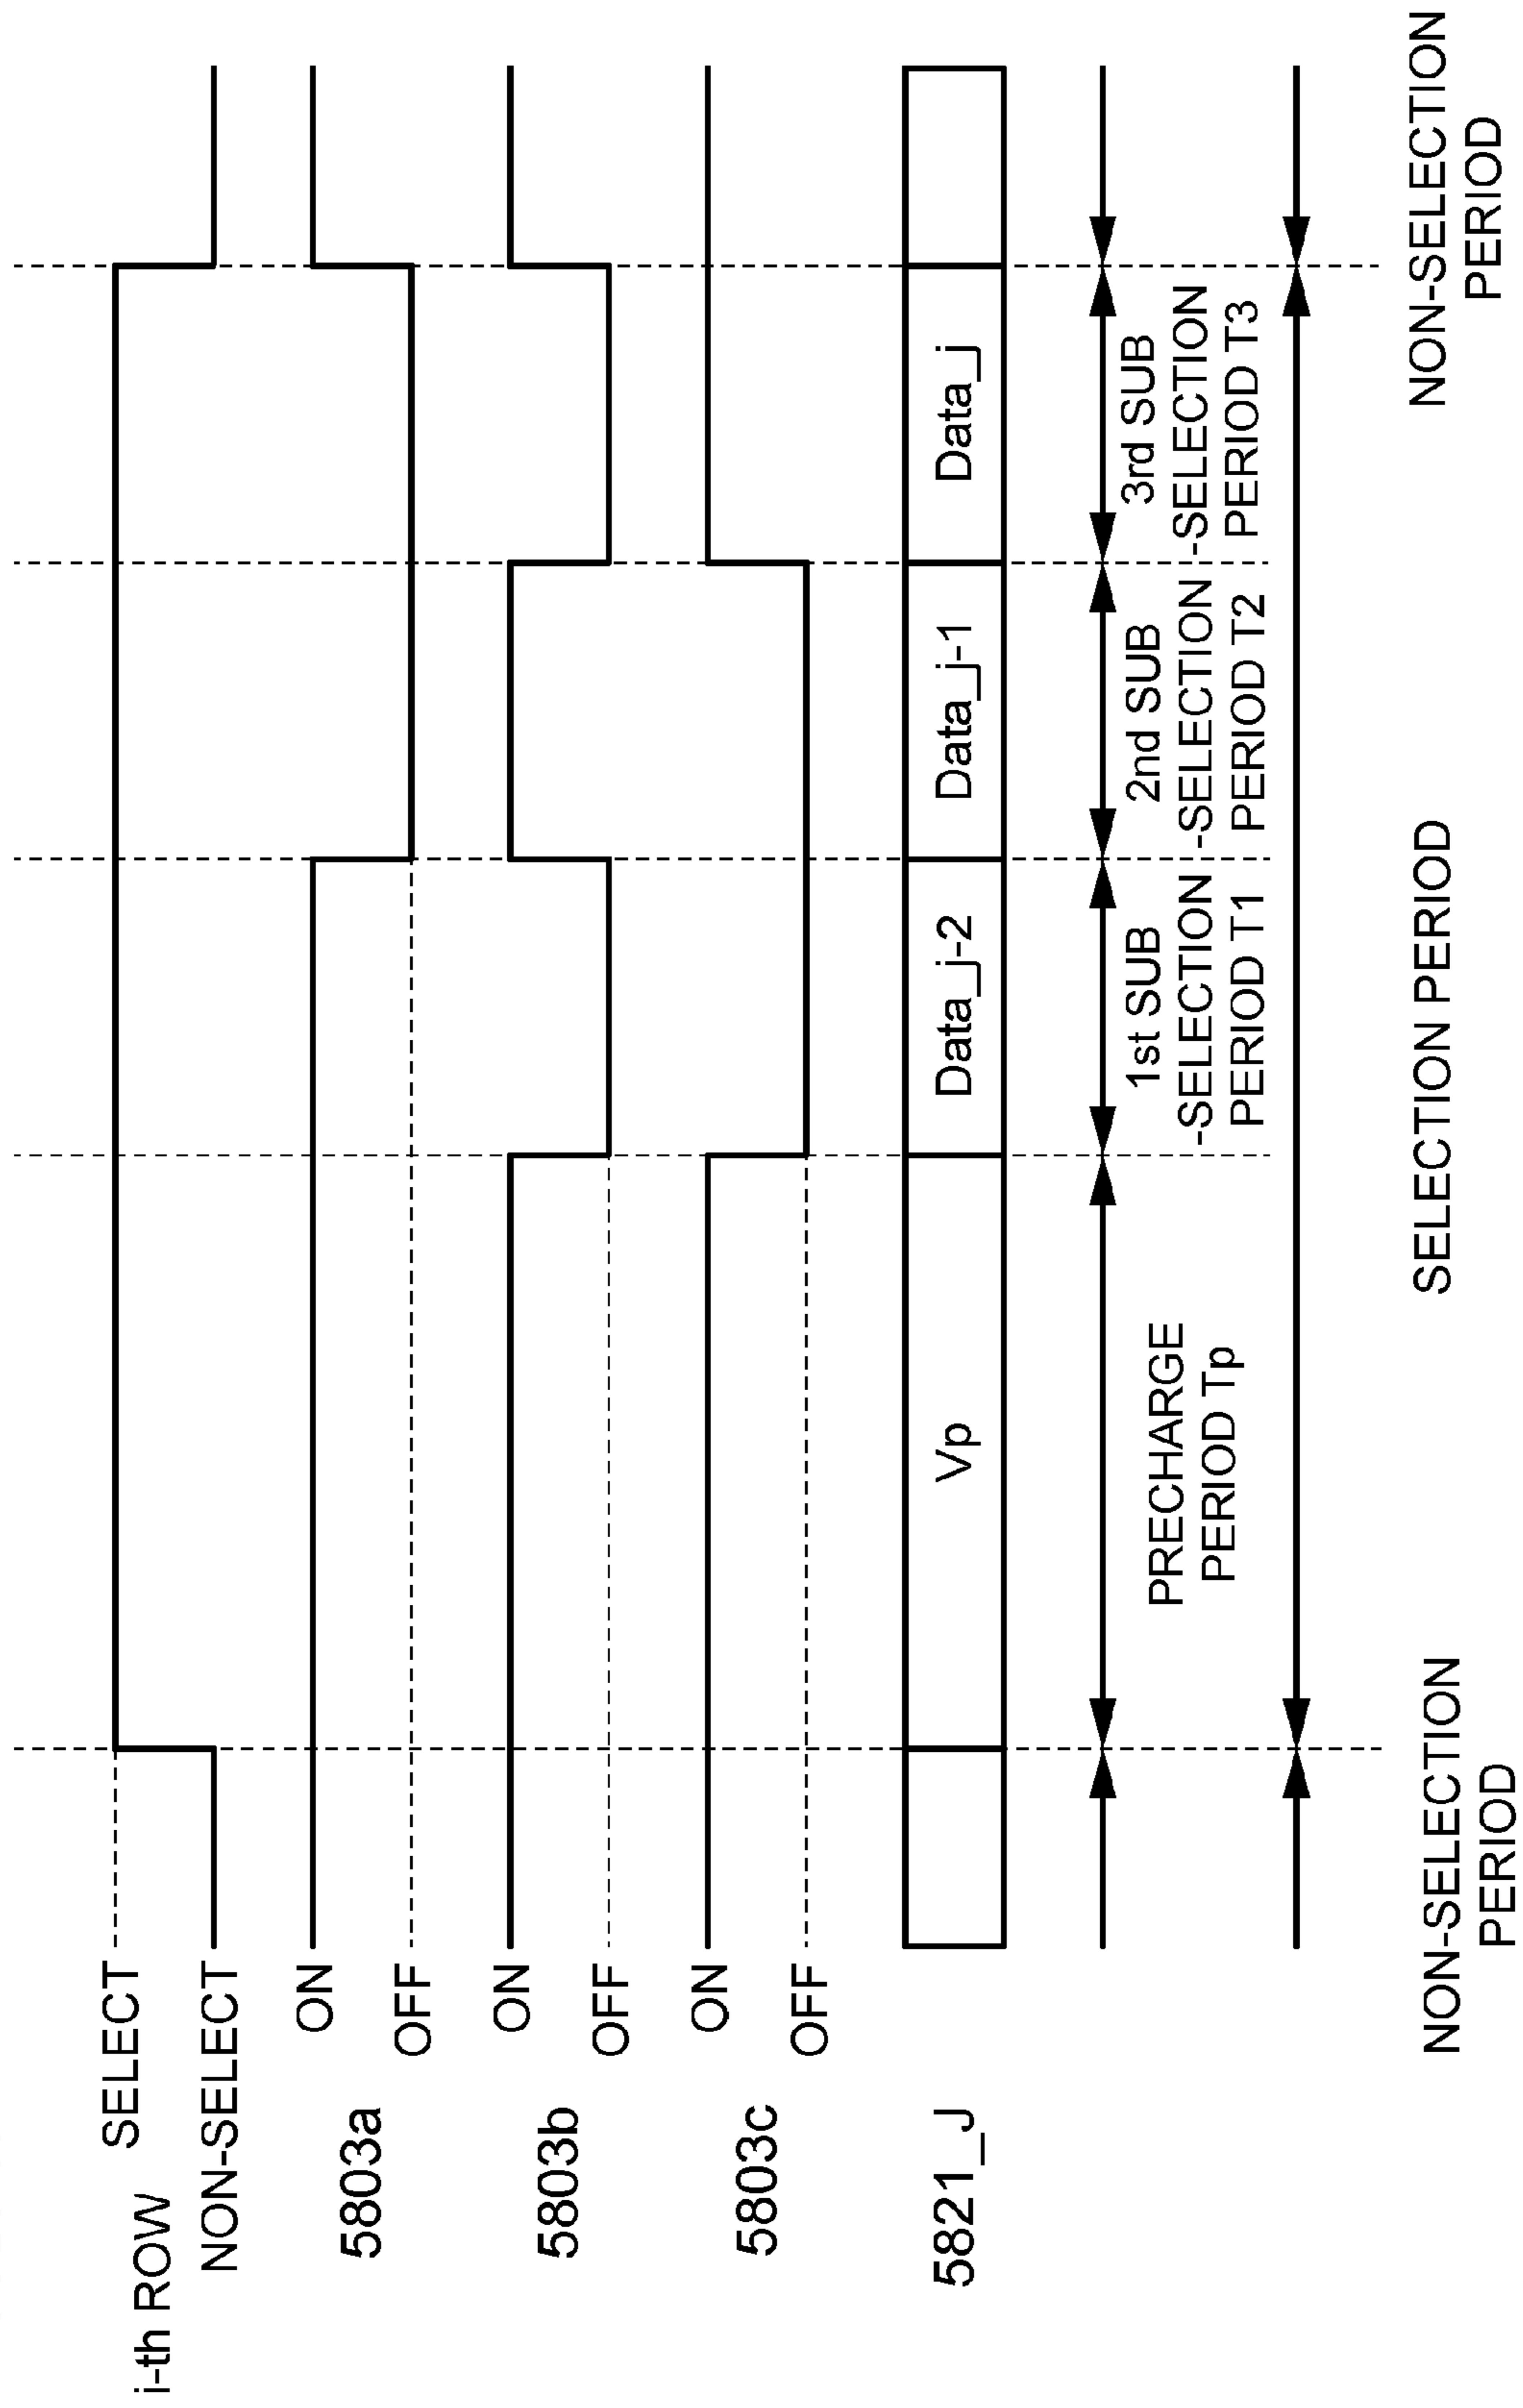 i-th ROW
SELECT
NON-SELECT
5803a
ON
OFF
5803b
ON
OFF
5803c
ON
OFF
5821_J
Vp
Data_j-2
Data_j-1
Data_j
PRECHARGE
PERIOD Tp
1st SUB
-SELECTION
PERIOD T1
2nd SUB
-SELECTION
PERIOD T2
3rd SUB
-SELECTION
PERIOD T3
NON-SELECTION
PERIOD
SELECTION PERIOD
NON-SELECTION
PERIOD